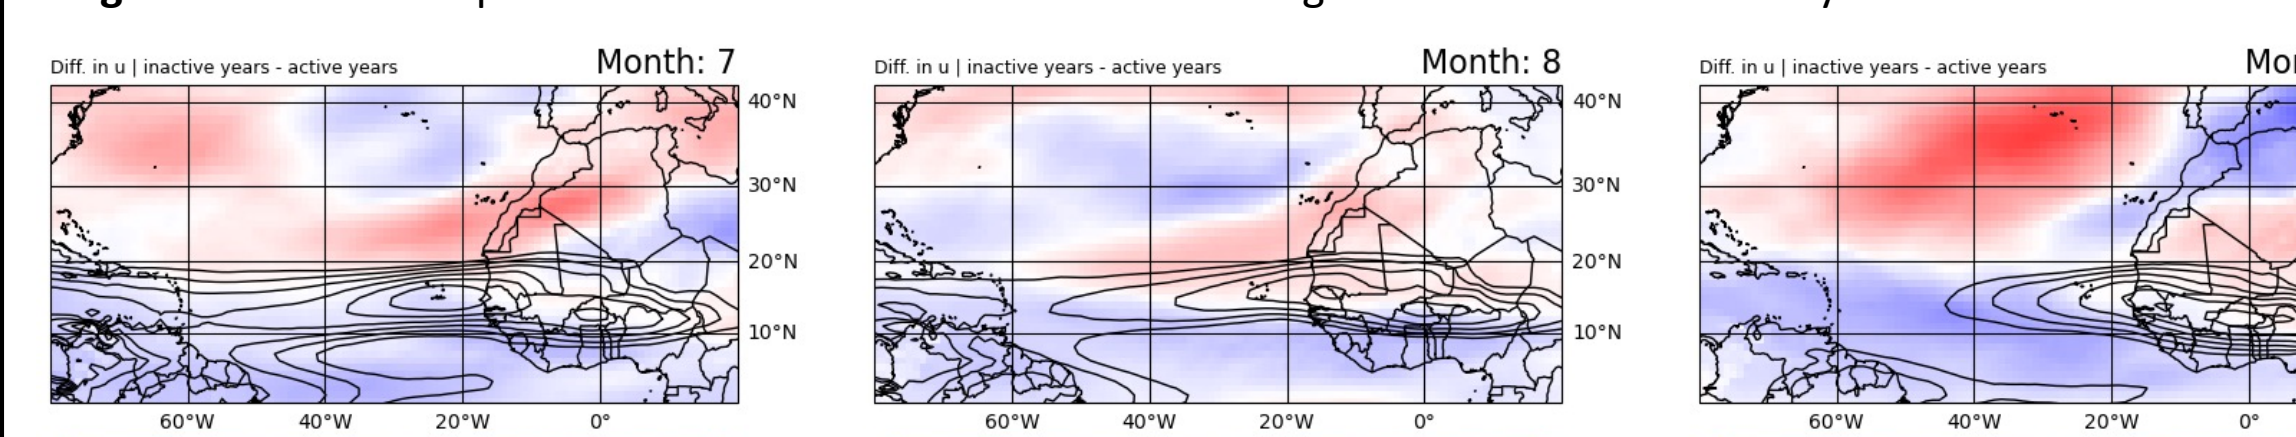 Diff. in u | inactive years - active years Month: 7
40°N
30°N
20°N
10°N
60°W 40°W 20°W 0°
Diff. in u | inactive years - active years Month: 8
40°N
30°N
20°N
10°N
60°W 40°W 20°W 0°
Diff. in u | inactive years - active years
60°W 40°W 20°W 0°